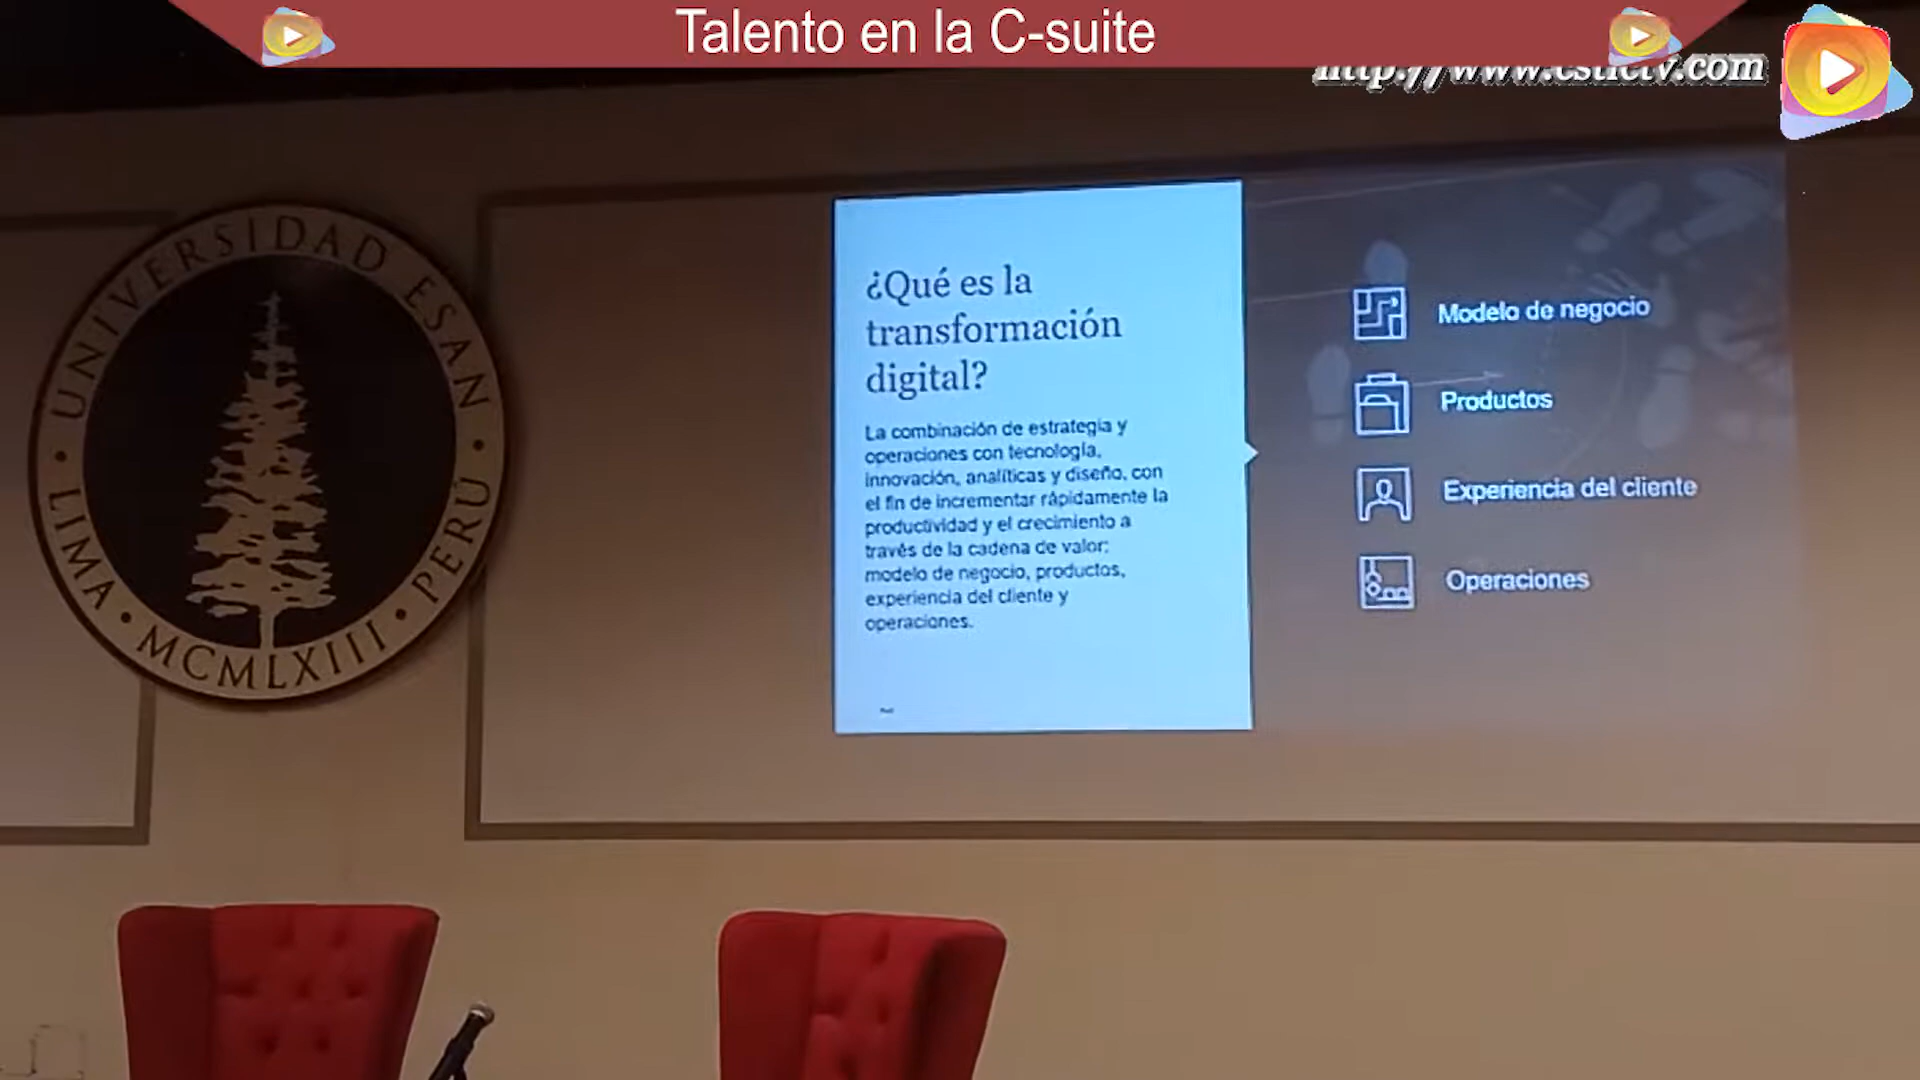 Talento en la C-suite
UNIVERSIDAD ESAN
LIMA • MCMLXIII • PERÚ
¿Qué es la
transformación
digital?
La combinación de estrategia y
operaciones con tecnología,
innovación, analíticas y diseño, con
el fin de incrementar rápidamente la
productividad y el crecimiento a
través de la cadena de valor:
modelo de negocio, productos,
experiencia del cliente y
operaciones.
Modelo de negocio
Productos
Experiencia del cliente
Operaciones